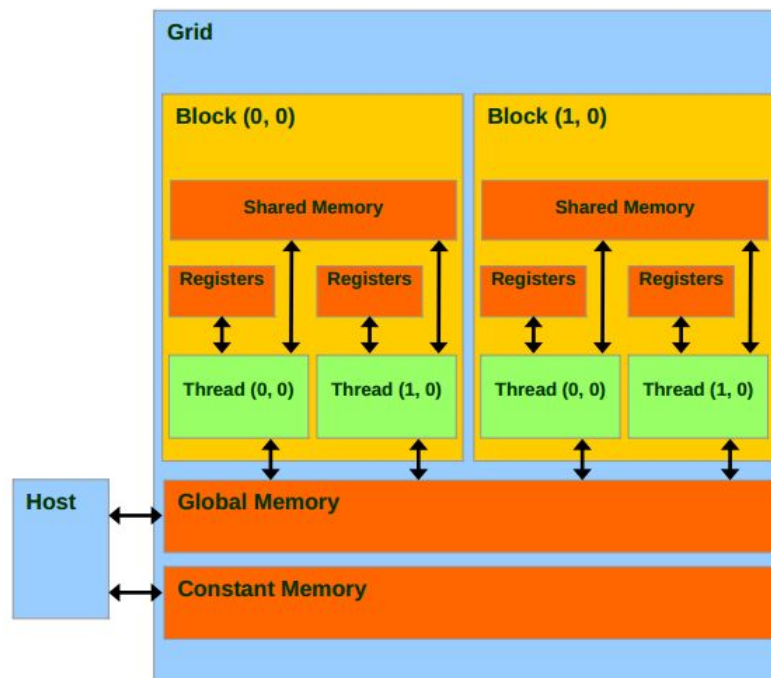 Grid
Block (0, 0)
Block (1, 0)
Shared Memory
Shared Memory
Registers
Registers
Registers
Registers
Thread (0, 0)
Thread (1, 0)
Thread (0, 0)
Thread (1, 0)
Host
Global Memory
Constant Memory